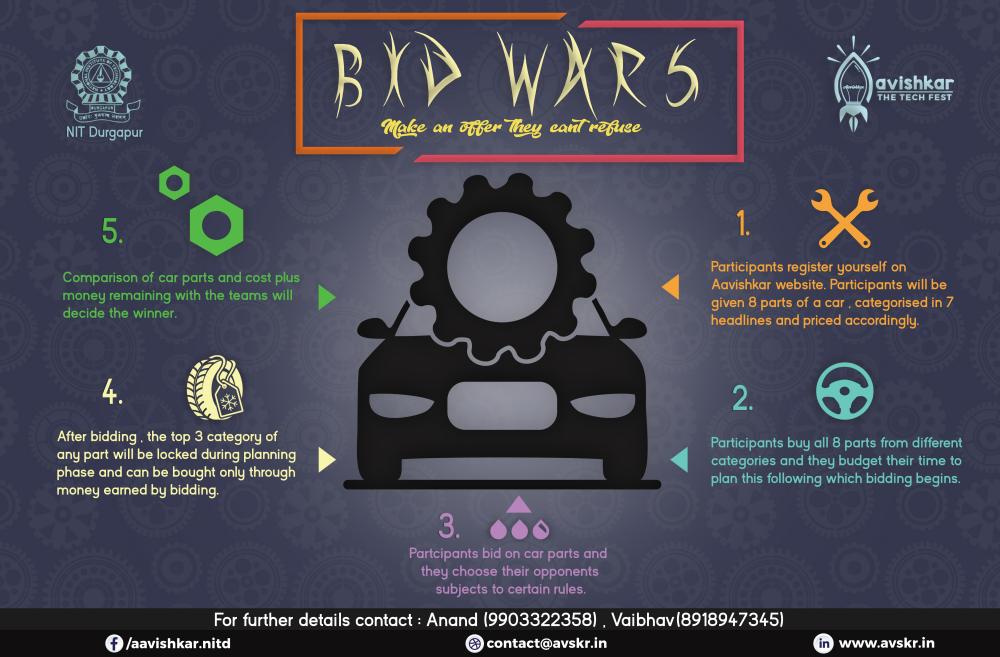 BID WARS
Make an offer They cant refuse
NIT Durgapur
avishkar
THE TECH FEST
1.
Participants register yourself on
Aavishkar website. Participants will be
given 8 parts of a car , categorised in 7
headlines and priced accordingly.
2.
Participants buy all 8 parts from different
categories and they budget their time to
plan this following which bidding begins.
3.
Partcipants bid on car parts and
they choose their opponents
subjects to certain rules.
4.
After bidding , the top 3 category of
any part will be locked during planning
phase and can be bought only through
money earned by bidding.
5.
Comparison of car parts and cost plus
money remaining with the teams will
decide the winner.
For further details contact : Anand (9903322358) , Vaibhav(8918947345)
/aavishkar.nitd
contact@avskr.in
www.avskr.in